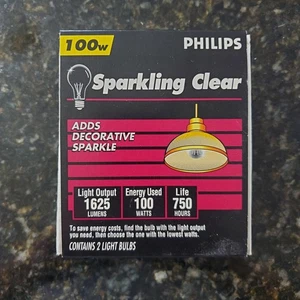 100w
PHILIPS
Sparkling Clear
ADDS
DECORATIVE
SPARKLE
Light Output
1625
LUMENS
Energy Used
100
WATTS
Life
750
HOURS
To save energy costs, find the bulb with the light output
you need, then choose the one with the lowest watts.
CONTAINS 2 LIGHT BULBS